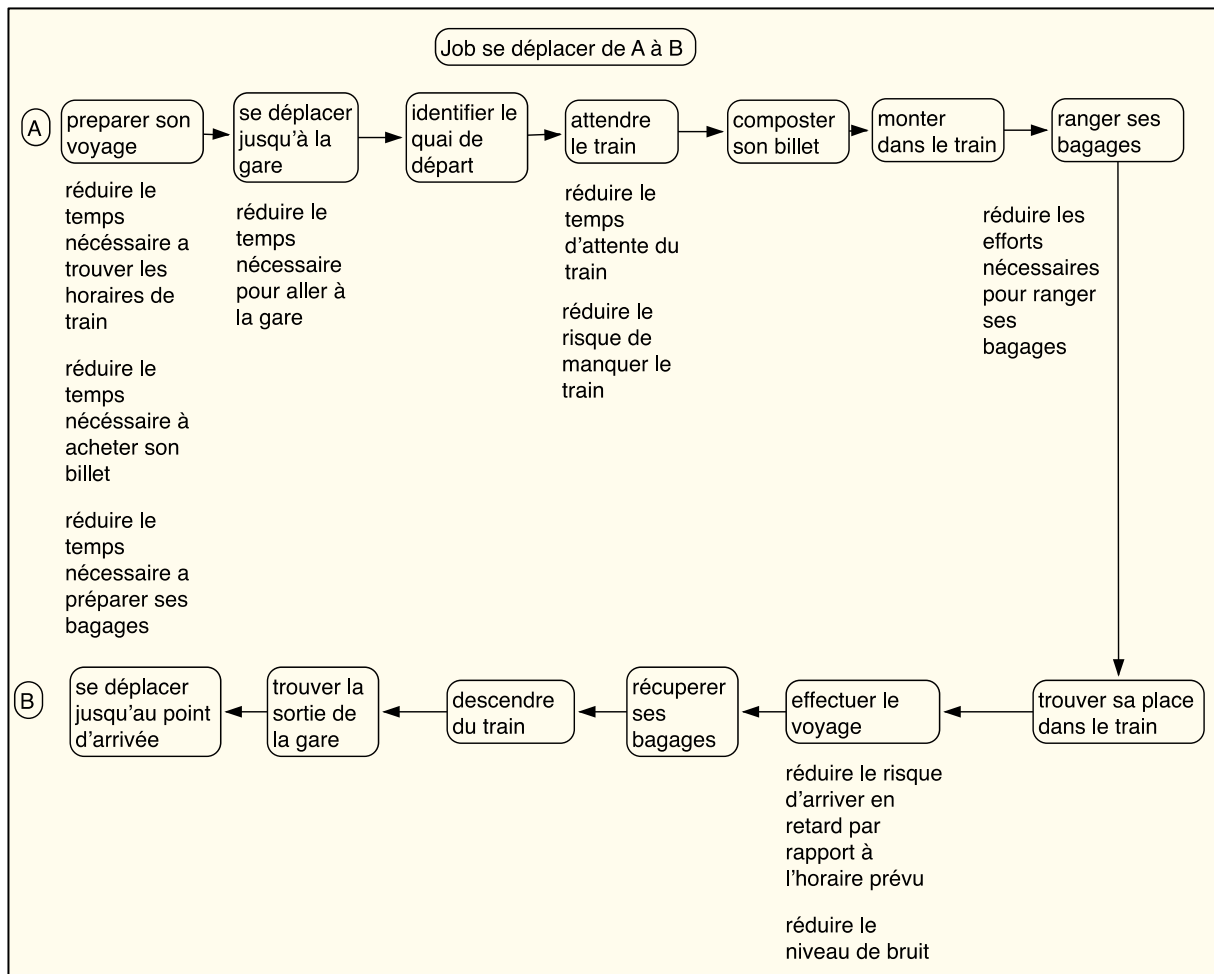 Job se déplacer de A à B
A
preparer son
voyage
se déplacer
jusqu'à la
gare
identifier le
quai de
départ
attendre
le train
composter
son billet
monter
dans le train
ranger ses
bagages
réduire le
temps
nécéssaire a
trouver les
horaires de
train
réduire le
temps
nécéssaire à
acheter son
billet
réduire le
temps
nécessaire a
préparer ses
bagages
réduire le
temps
nécessaire
pour aller à
la gare
réduire le
temps
d'attente du
train
réduire le
risque de
manquer le
train
réduire les
efforts
nécessaires
pour ranger
ses
bagages
B
se déplacer
jusqu'au point
d'arrivée
trouver la
sortie de
la gare
descendre
du train
récuperer
ses
bagages
effectuer le
voyage
trouver sa place
dans le train
réduire le risque
d'arriver en
retard par
rapport à
l'horaire prévu
réduire le
niveau de bruit